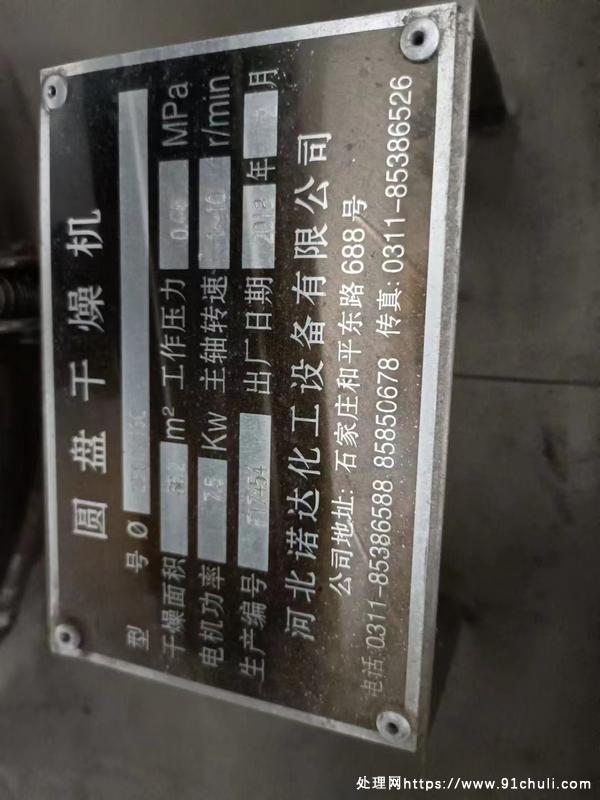 圆盘干燥机
型 号 Ø
干燥面积 m² 工作压力 MPa
电机功率 7.5 Kw 主轴转速 r/min
生产编号 出厂日期 年 月
河北诺达化工设备有限公司
公司地址: 石家庄和平东路688号
电话:0311-85386588 85850678 传真: 0311-85386526
处理网https://www.91chuli.com/